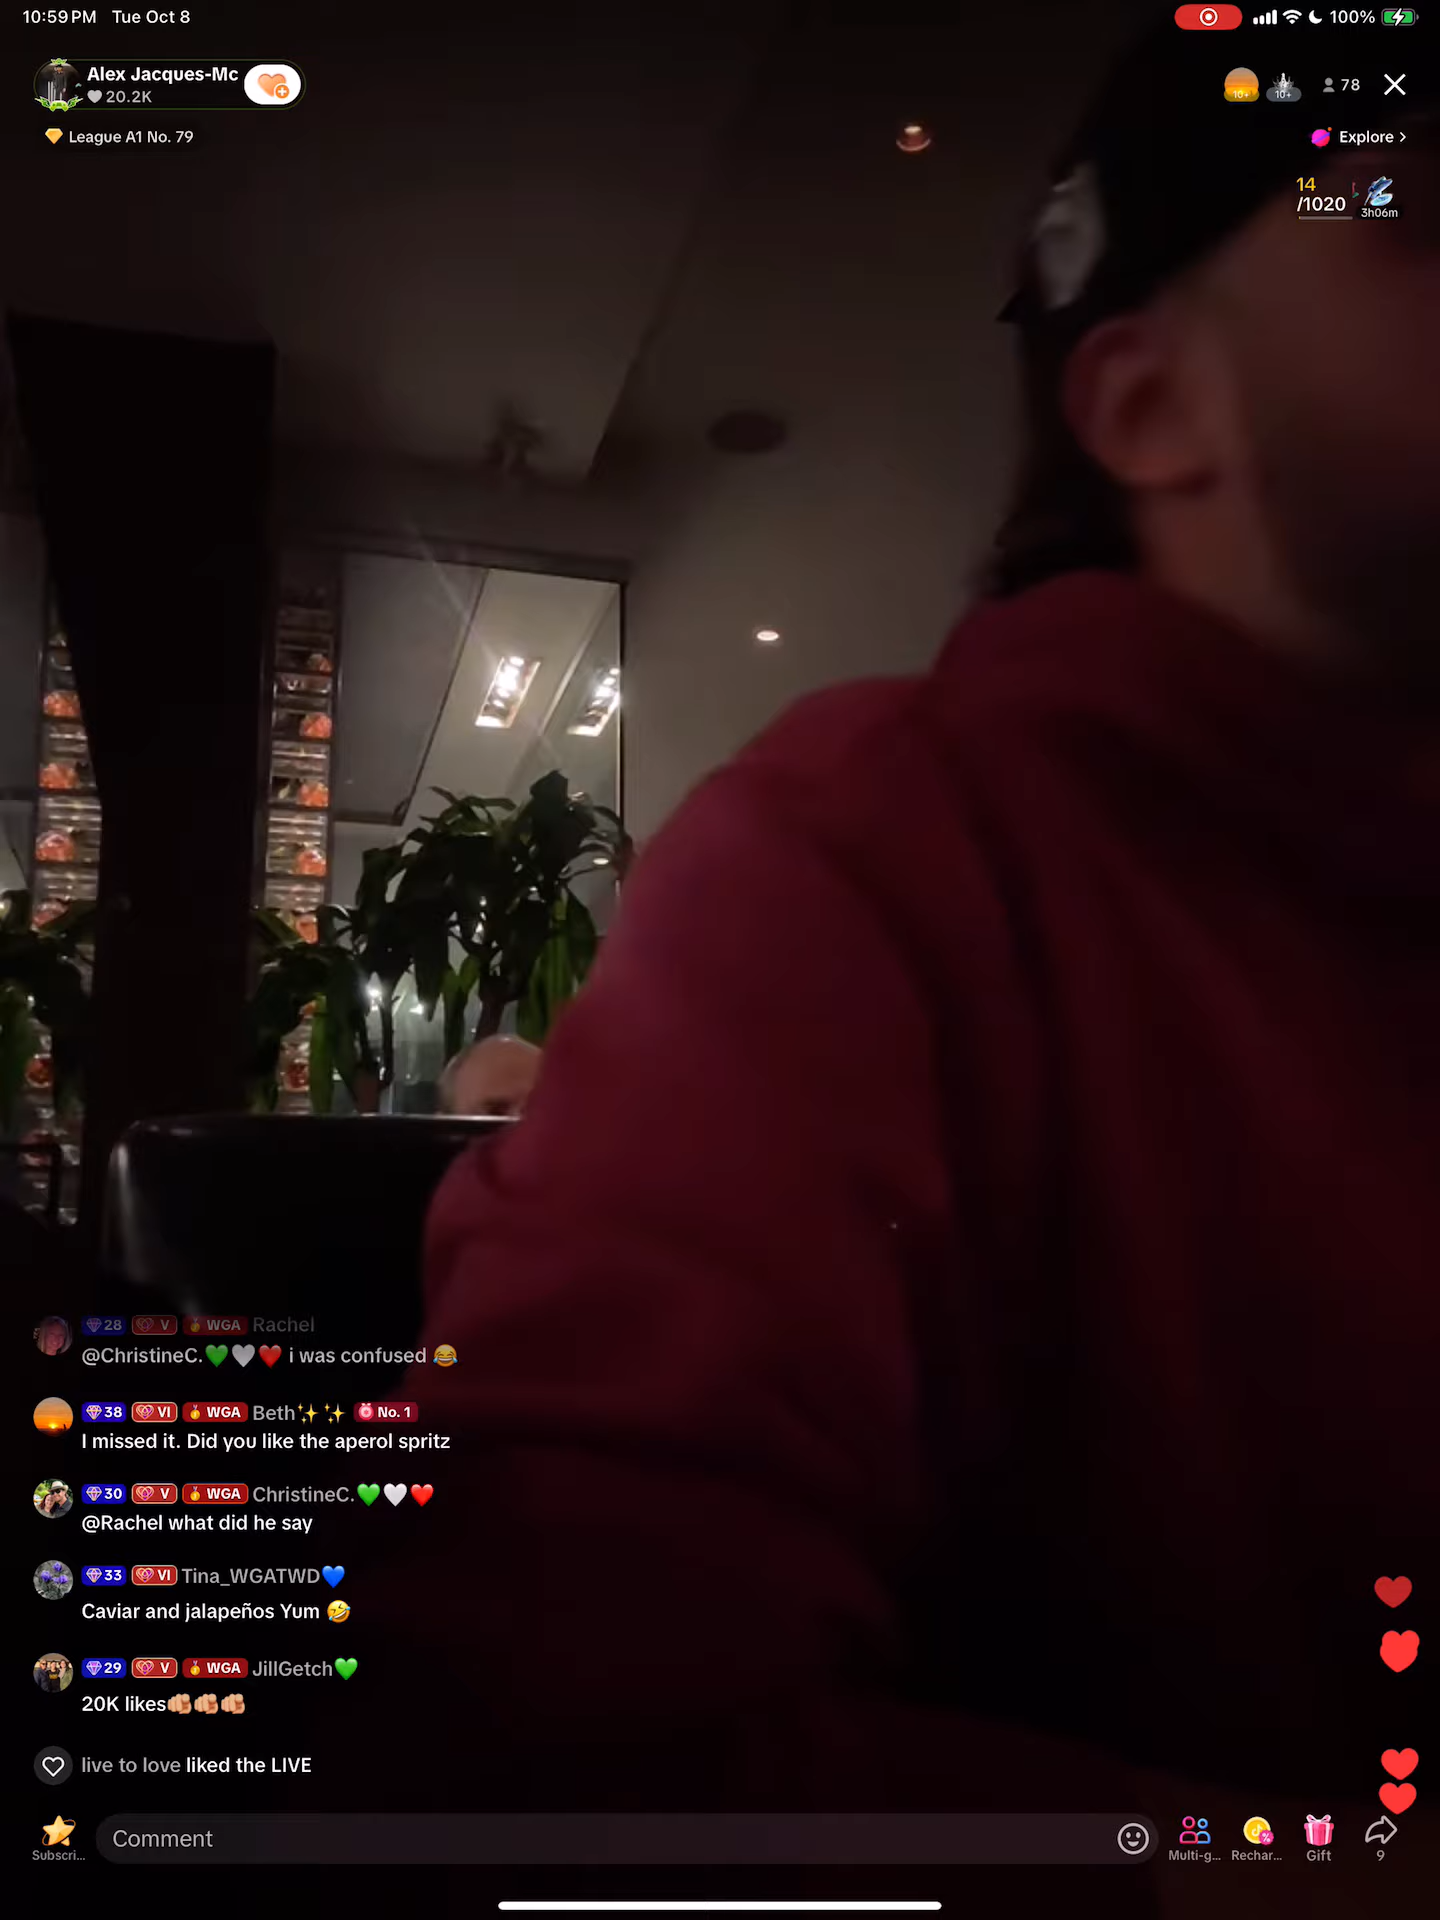 10:59 PM Tue Oct 8 100%
Alex Jacques-Mc
20.2K
10+ 10+ 78
League A1 No. 79
Explore >
14
/1020
3h06m
28 V WGA Rachel
@ChristineC.💚🤍❤️ i was confused 😂
38 VI WGA Beth✨✨ No. 1
I missed it. Did you like the aperol spritz
30 V WGA ChristineC.💚🤍❤️
@Rachel what did he say
33 VI Tina_WGATWD💙
Caviar and jalapeños Yum 🤣
29 V WGA JillGetch💚
20K likes🫵🏼🫵🏼🫵🏼
live to love liked the LIVE
Comment
Subscri... Multi-g... Rechar... Gift 9